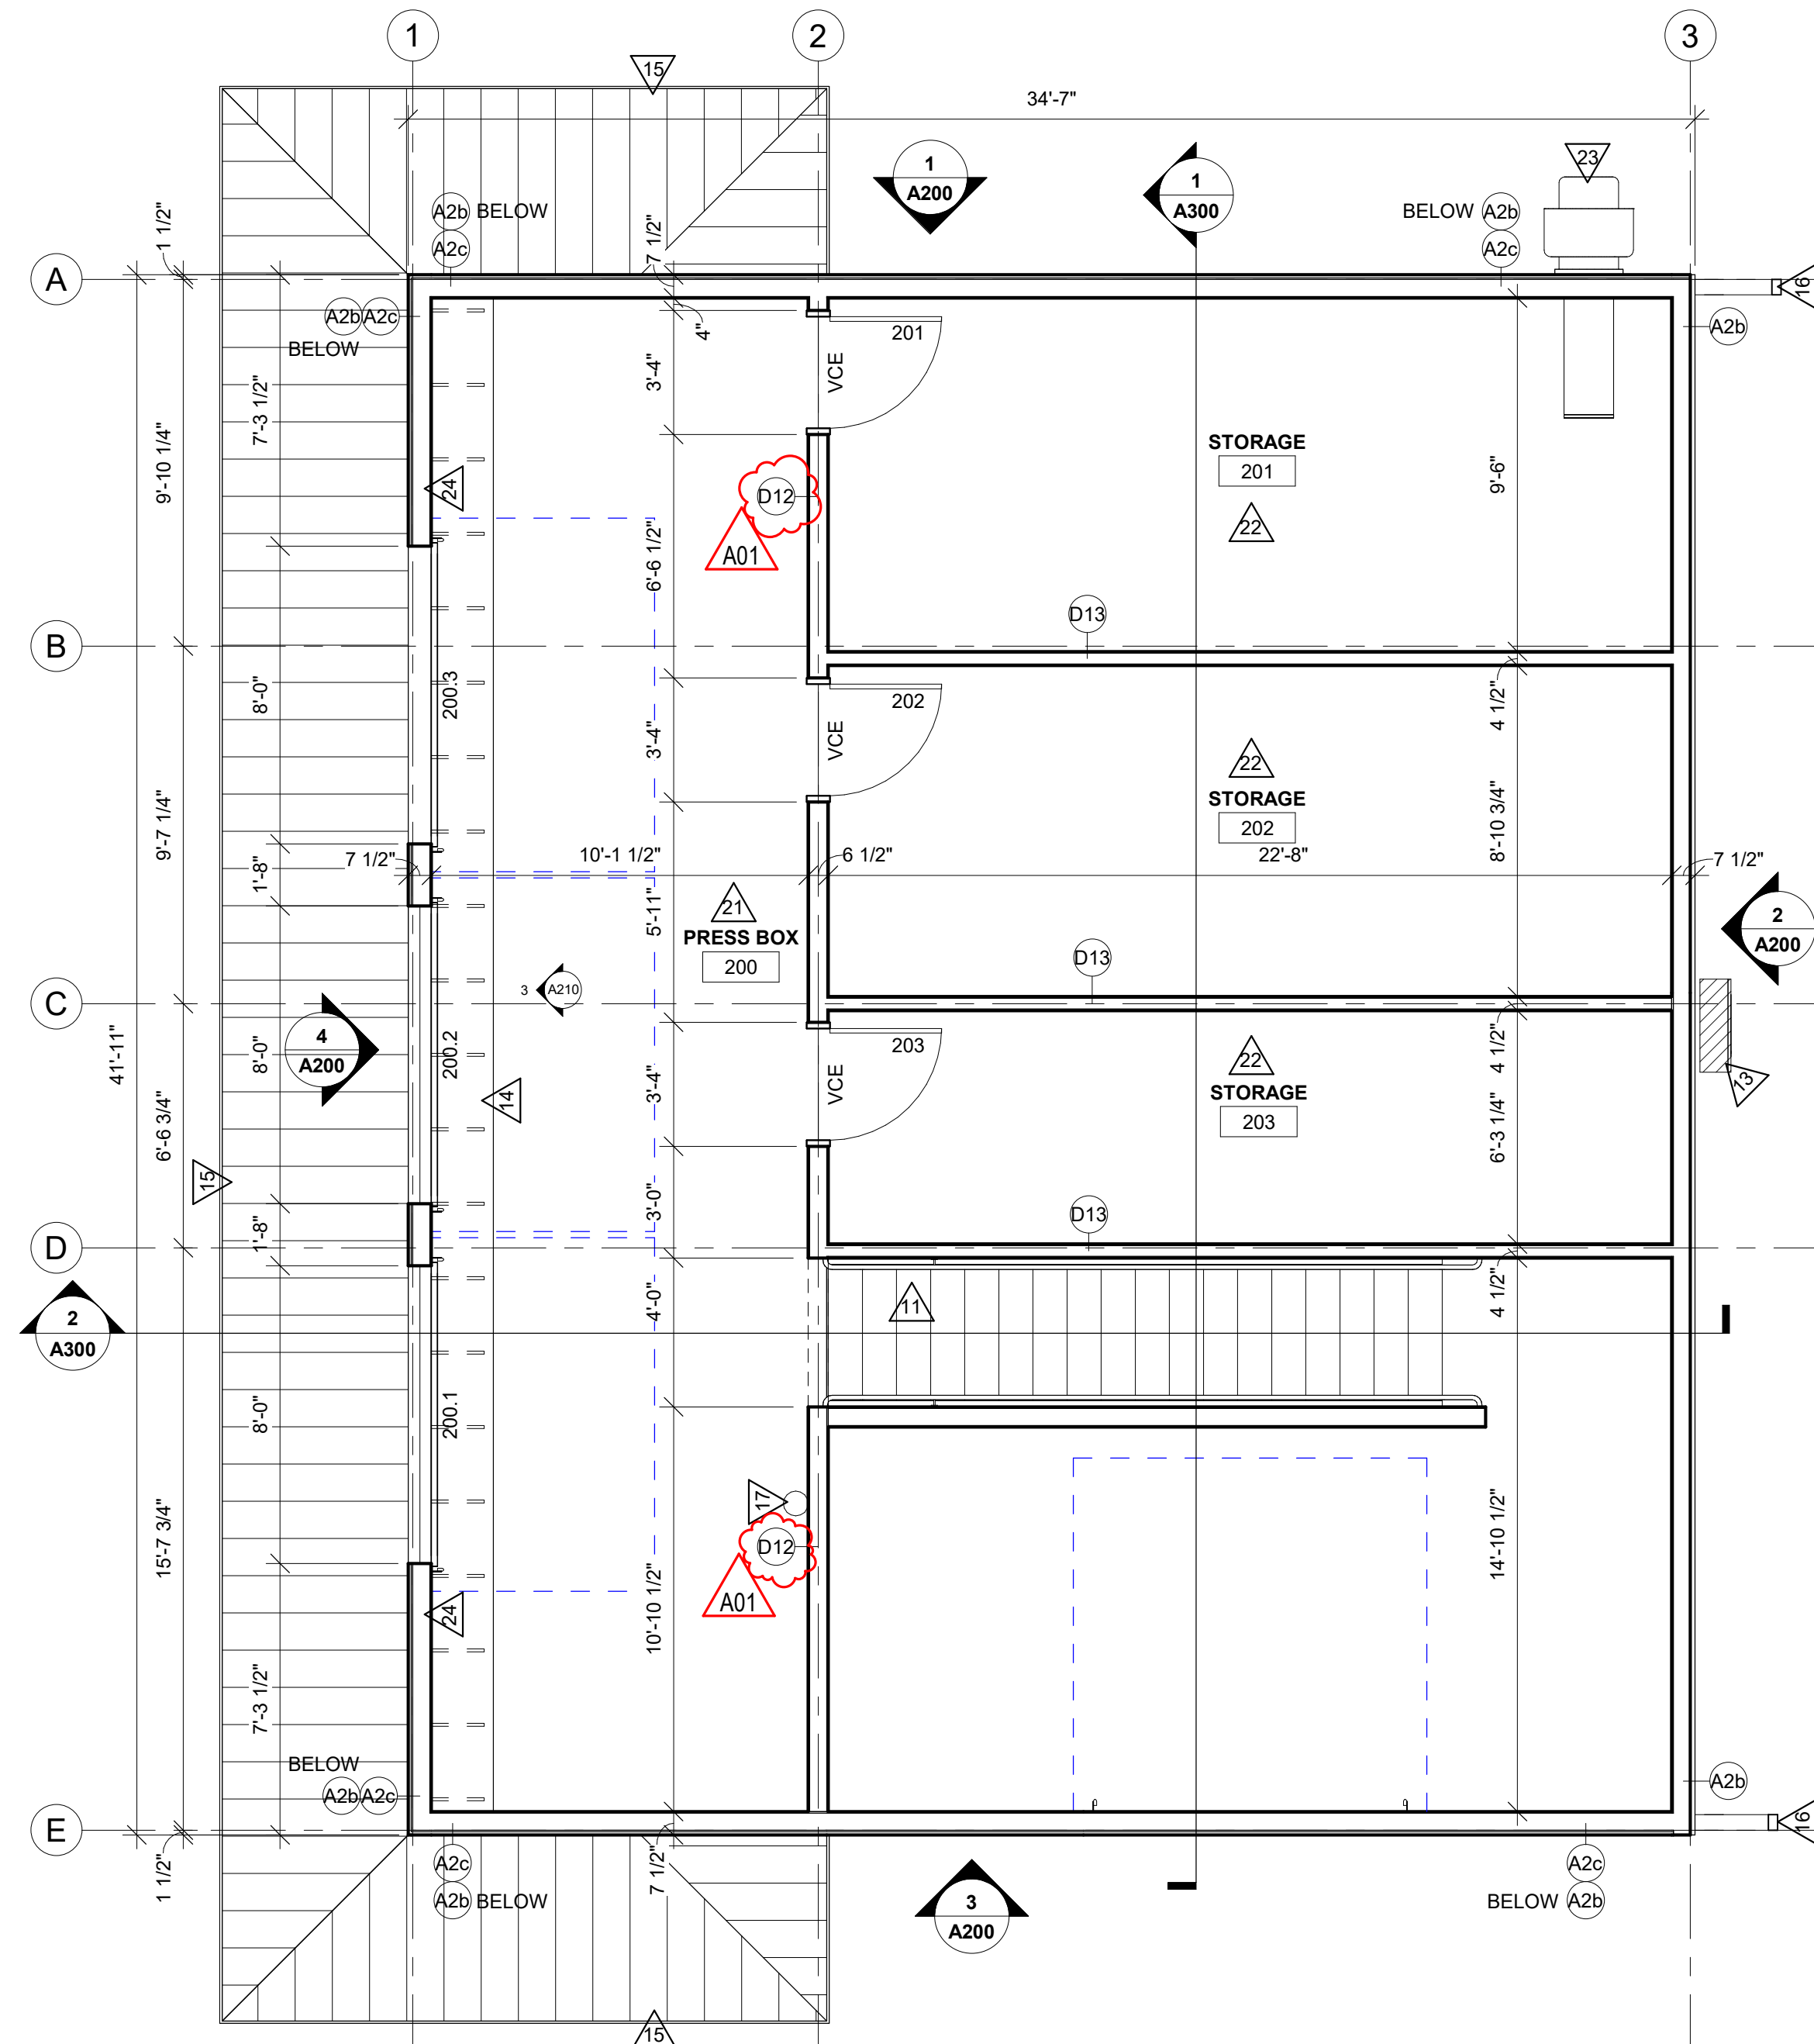 1
2
3
15
34'-7"
23
1
A200
1
A300
A2b BELOW
A2c
BELOW A2b
A2c
1 1/2"
7 1/2"
A
16
A2b A2c
BELOW
A2b
4"
201
3'-4"
VCE
7'-3 1/2"
9'-10 1/4"
STORAGE
201
9'-6"
24
D12
22
A01
6'-6 1/2"
D13
B
200.3
8'-0"
202
4 1/2"
3'-4"
VCE
22
STORAGE
202
9'-7 1/4"
8'-10 3/4"
1'-8"
7 1/2"
10'-1 1/2"
6 1/2"
22'-8"
7 1/2"
21
5'-11"
PRESS BOX
200
2
A200
D13
3
A210
C
4
A200
41'-11"
8'-0"
200.2
14
203
3'-4"
VCE
22
STORAGE
203
4 1/2"
13
6'-6 3/4"
6'-3 1/4"
15
3'-0"
D13
1'-8"
D
4'-0"
11
4 1/2"
2
A300
8'-0"
200.1
17
15'-7 3/4"
14'-10 1/2"
D12
A01
24
10'-10 1/2"
7'-3 1/2"
BELOW
A2b A2c
A2b
E
16
1 1/2"
7 1/2"
A2c
A2b BELOW
3
A200
A2c
BELOW A2b
15